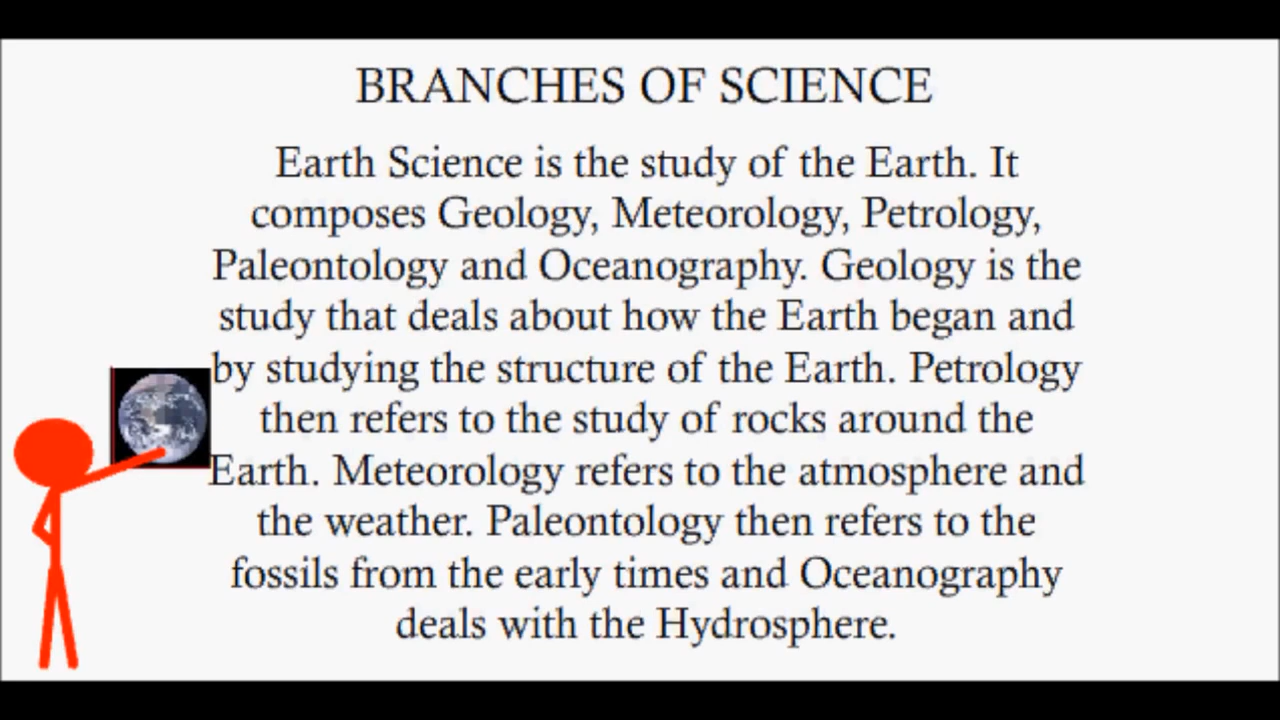 BRANCHES OF SCIENCE
Earth Science is the study of the Earth. It
composes Geology, Meteorology, Petrology,
Paleontology and Oceanography. Geology is the
study that deals about how the Earth began and
by studying the structure of the Earth. Petrology
then refers to the study of rocks around the
Earth. Meteorology refers to the atmosphere and
the weather. Paleontology then refers to the
fossils from the early times and Oceanography
deals with the Hydrosphere.